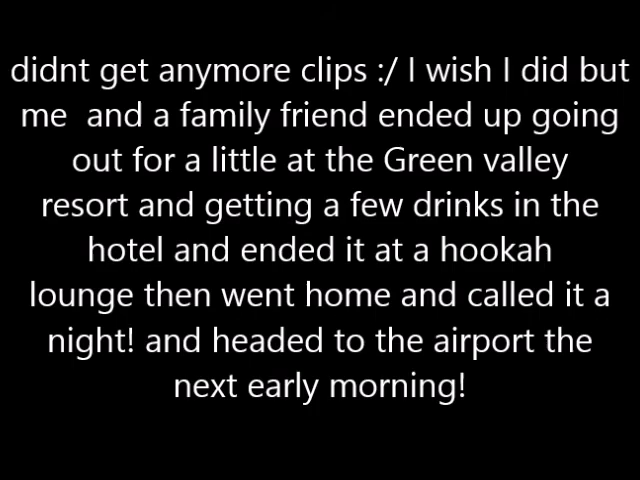 didnt get anymore clips :/ I wish I did but
me  and a family friend ended up going
out for a little at the Green valley
resort and getting a few drinks in the
hotel and ended it at a hookah
lounge then went home and called it a
night! and headed to the airport the
next early morning!